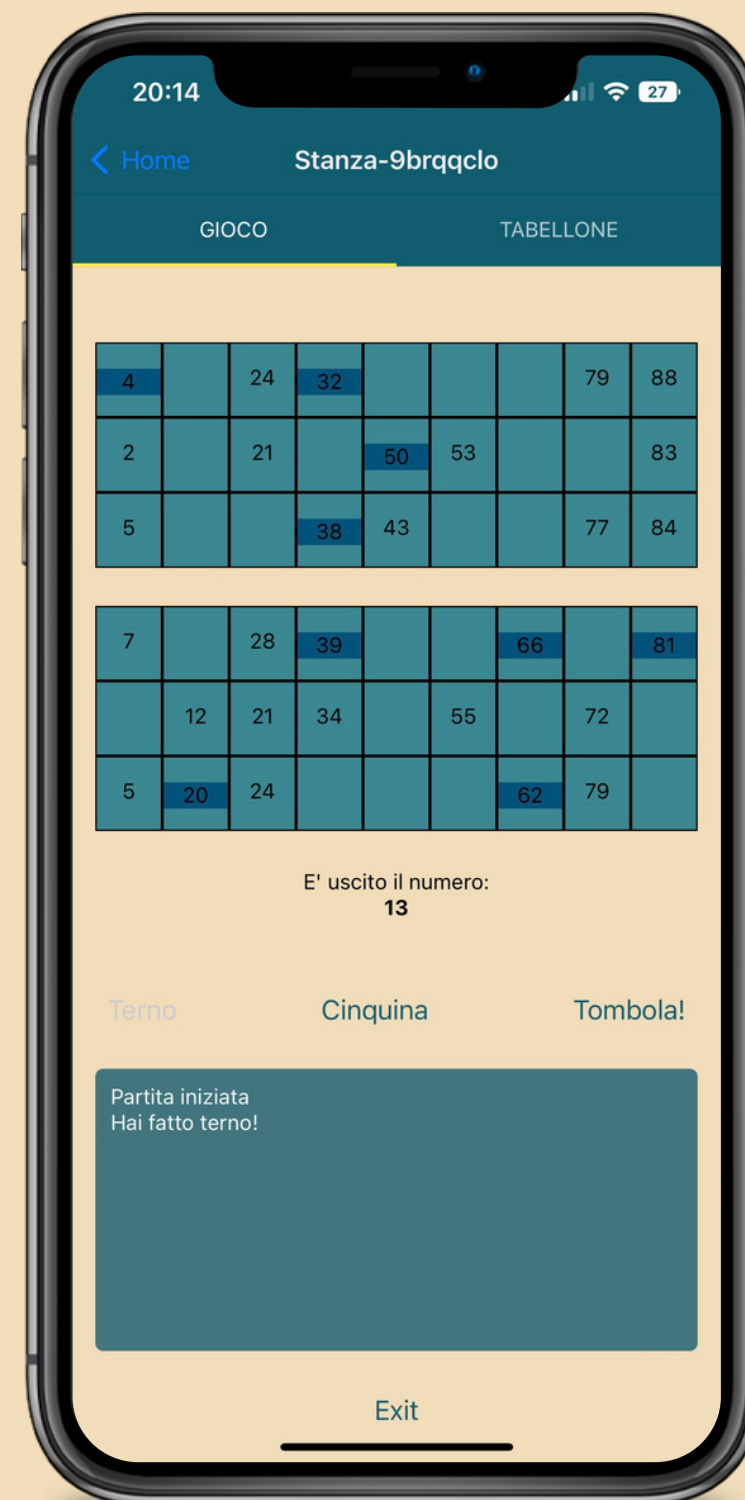 20:14 27
Home Stanza-9brqqclo
GIOCO TABELLONE
4 24 32 79 88
2 21 50 53 83
5 38 43 77 84
7 28 39 66 81
12 21 34 55 72
5 20 24 62 79
E' uscito il numero:
13
Terno Cinquina Tombola!
Partita iniziata
Hai fatto terno!
Exit